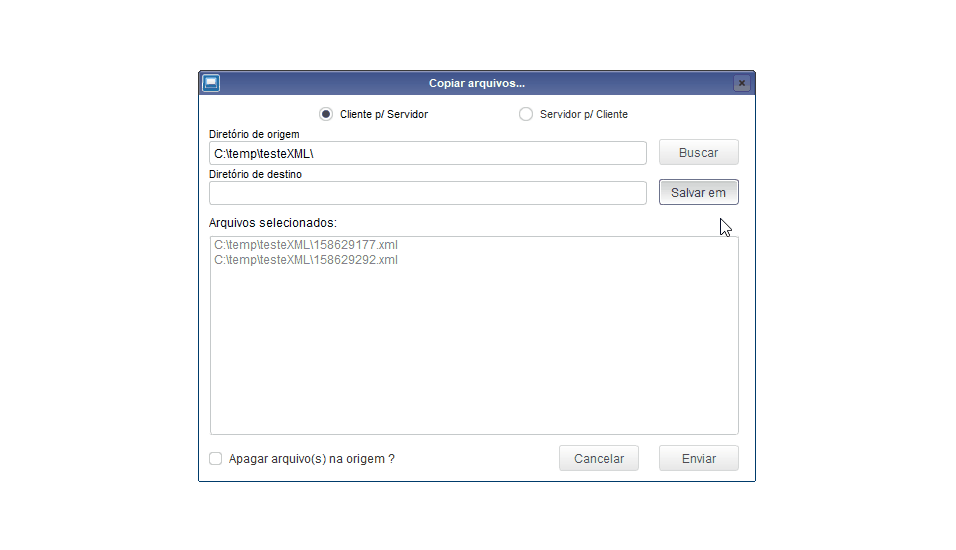 Copiar arquivos...
Cliente p/ Servidor
Servidor p/ Cliente
Diretório de origem
C:\temp\testeXML\
Buscar
Diretório de destino
Salvar em
Arquivos selecionados:
C:\temp\testeXML\158629177.xml
C:\temp\testeXML\158629292.xml
Apagar arquivo(s) na origem ?
Cancelar
Enviar